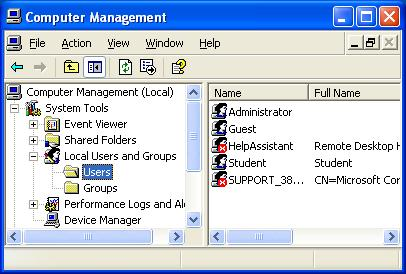 Computer Management
File Action View Window Help
Computer Management (Local)
System Tools
Event Viewer
Shared Folders
Local Users and Groups
Users
Groups
Performance Logs and Ale
Device Manager
Name Full Name
Administrator
Guest
HelpAssistant Remote Desktop H
Student Student
SUPPORT_38... CN=Microsoft Cor